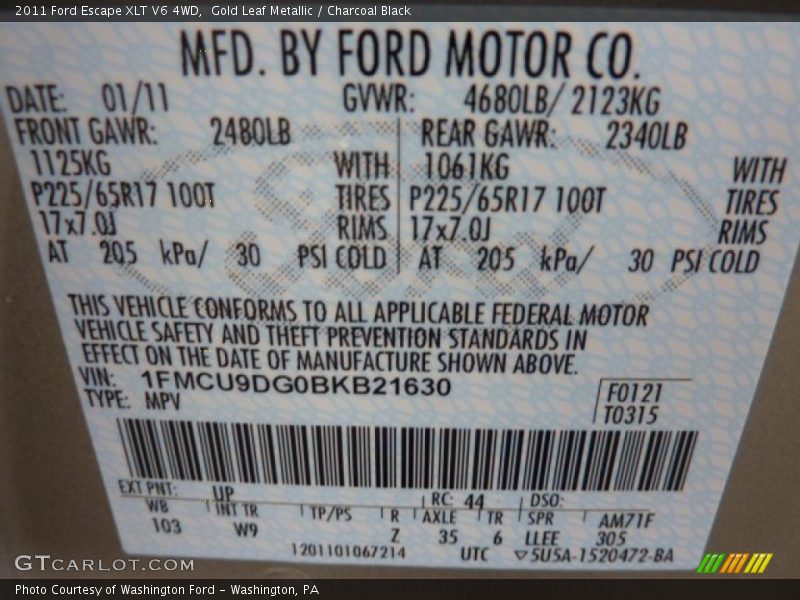 2011 Ford Escape XLT V6 4WD, Gold Leaf Metallic / Charcoal Black
MFD. BY FORD MOTOR CO.
DATE: 01/11 GVWR: 4680LB/ 2123KG
FRONT GAWR: 2480LB REAR GAWR: 2340LB
1125KG WITH 1061KG WITH
P225/65R17 100T TIRES P225/65R17 100T TIRES
17x7.0J RIMS 17x7.0J RIMS
AT 205 kPa/ 30 PSI COLD AT 205 kPa/ 30 PSI COLD
THIS VEHICLE CONFORMS TO ALL APPLICABLE FEDERAL MOTOR
VEHICLE SAFETY AND THEFT PREVENTION STANDARDS IN
EFFECT ON THE DATE OF MANUFACTURE SHOWN ABOVE.
VIN: 1FMCU9DG0BKB21630
TYPE: MPV
F0121
T0315
EXT PNT: UP RC: 44 DSO:
WB INT TR TP/PS R AXLE TR SPR AM71F
103 W9 Z 35 6 LLEE 305
1201101067214 UTC ▽5U5A-1520472-BA
GTCARLOT.COM
Photo Courtesy of Washington Ford - Washington, PA